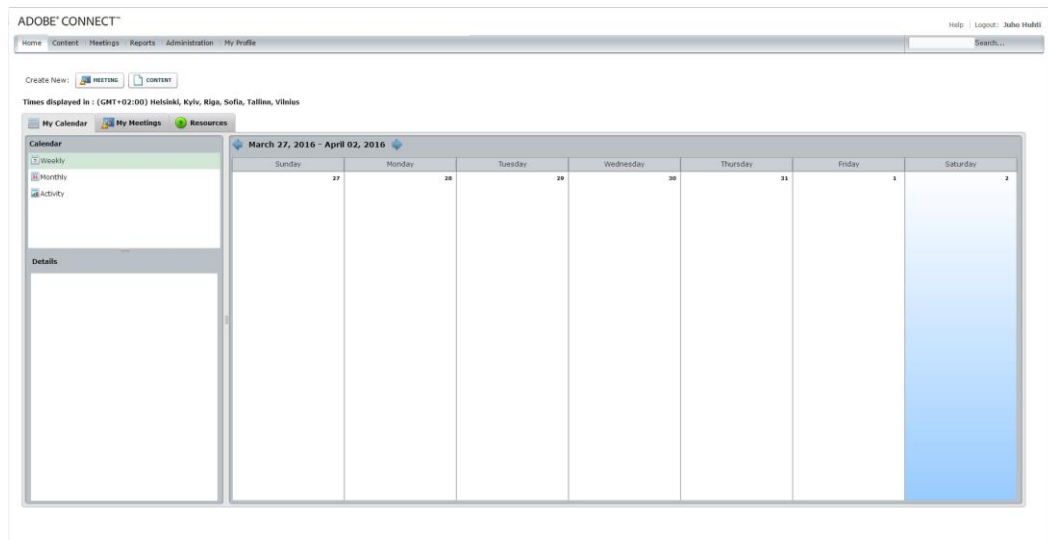 ADOBE® CONNECT™
Help | Logout: Juho Huhti
Home Content Meetings Reports Administration My Profile Search...
Create New: MEETING CONTENT
Times displayed in : (GMT+02:00) Helsinki, Kyiv, Riga, Sofia, Tallinn, Vilnius
My Calendar My Meetings Resources
Calendar
March 27, 2016 - April 02, 2016
Weekly
Monthly
Activity
Sunday Monday Tuesday Wednesday Thursday Friday Saturday
27 28 29 30 31 1 2
Details